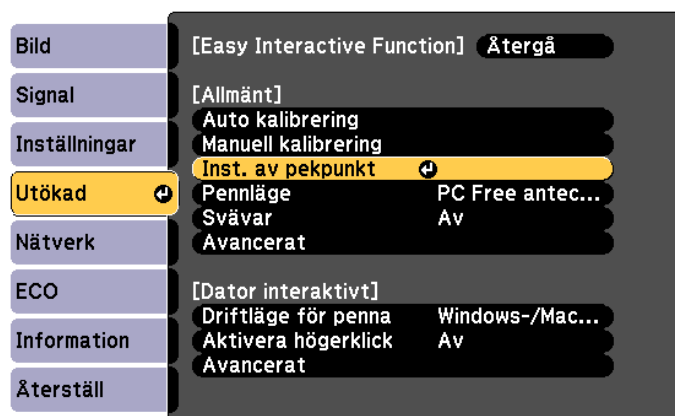 Bild
Signal
Inställningar
Utökad
Nätverk
ECO
Information
Återställ
[Easy Interactive Function] Återgå
[Allmänt]
Auto kalibrering
Manuell kalibrering
Inst. av pekpunkt
Pennläge PC Free antec...
Svävar Av
Avancerat
[Dator interaktivt]
Driftläge för penna Windows-/Mac...
Aktivera högerklick Av
Avancerat